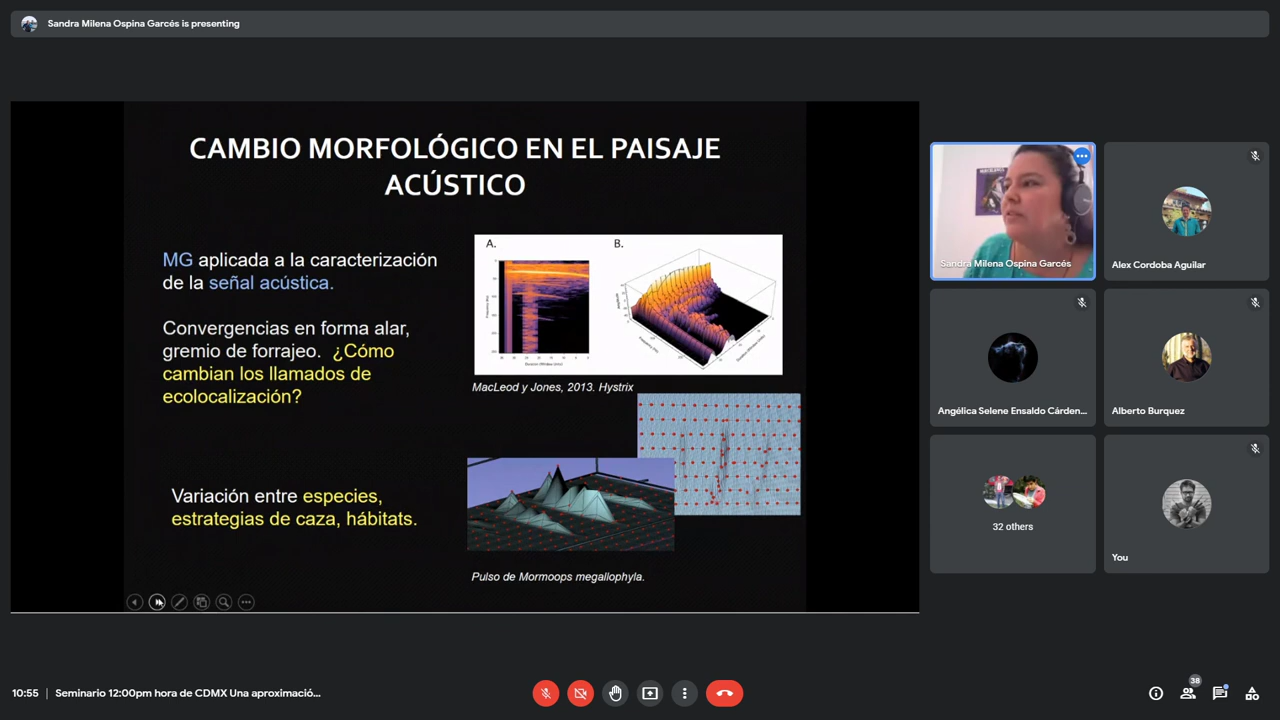 Sandra Milena Ospina Garcés is presenting
CAMBIO MORFOLÓGICO EN EL PAISAJE
ACÚSTICO
MG aplicada a la caracterización
de la señal acústica.
Convergencias en forma alar,
gremio de forrajeo. ¿Cómo
cambian los llamados de
ecolocalización?
Variación entre especies,
estrategias de caza, hábitats.
A.
B.
MacLeod y Jones, 2013. Hystrix
Pulso de Mormoops megallophyla.
Sandra Milena Ospina Garcés
Alex Cordoba Aguilar
Angélica Selene Ensaldo Cárden...
Alberto Burquez
32 others
You
10:55
Seminario 12:00pm hora de CDMX Una aproximació...
38